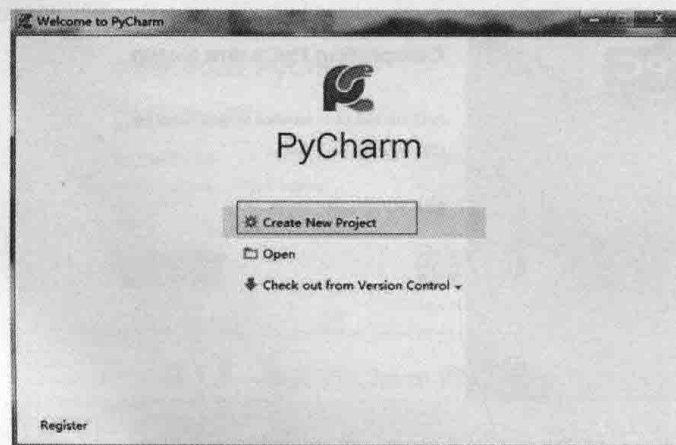 Welcome to PyCharm
PyCharm
Create New Project
Open
Check out from Version Control
Register